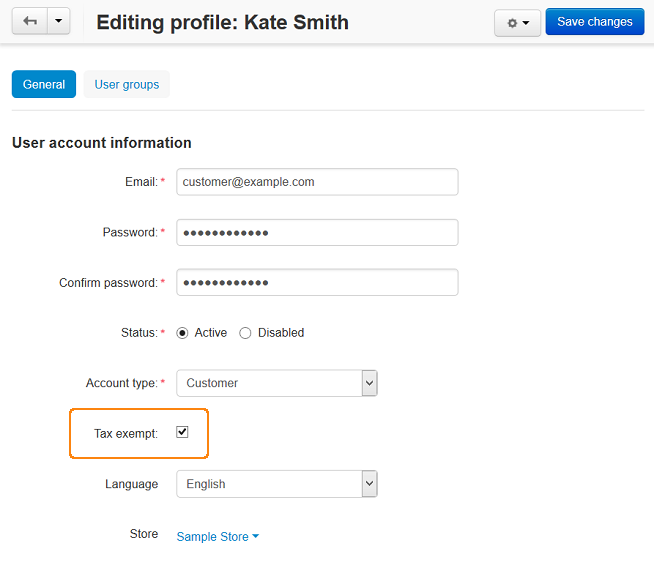 Editing profile: Kate Smith
Save changes
General
User groups
User account information
Email: *
customer@example.com
Password: *
●●●●●●●●●●●●
Confirm password: *
●●●●●●●●●●●●
Status: *
Active
Disabled
Account type: *
Customer
Tax exempt:
Language
English
Store
Sample Store